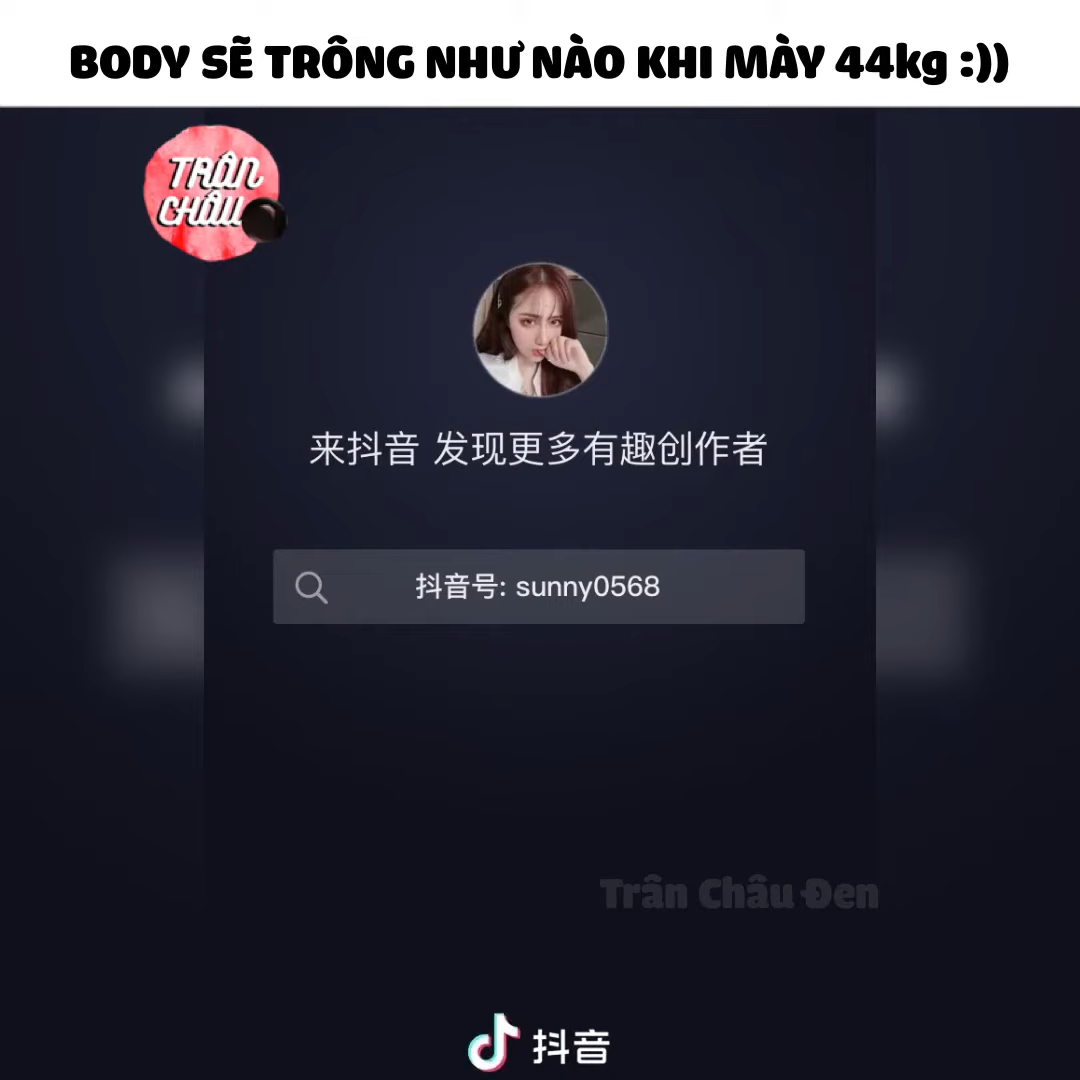 BODY SẼ TRÔNG NHƯ NÀO KHI MÀY 44kg :))
TRÂN
CHÂU
来抖音 发现更多有趣创作者
抖音号: sunny0568
Trân Châu Đen
抖音